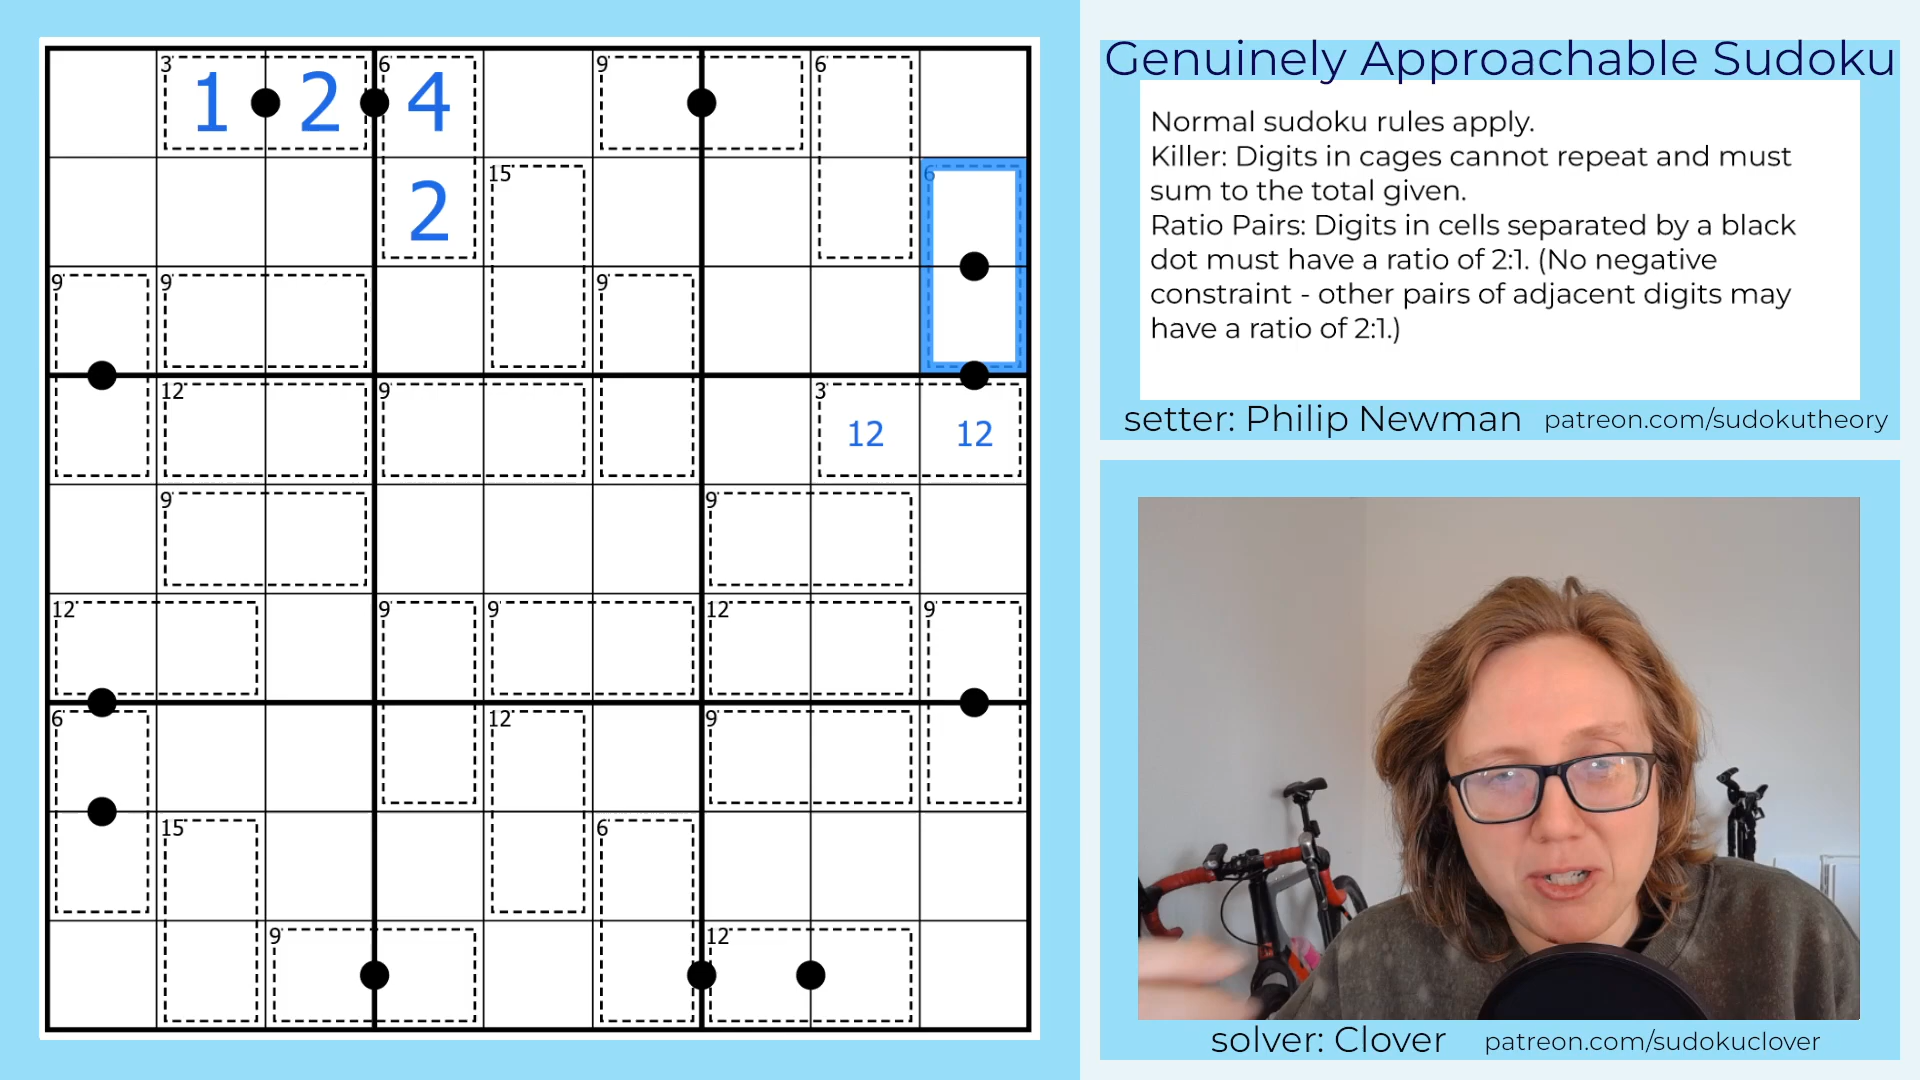 Genuinely Approachable Sudoku
Normal sudoku rules apply.
Killer: Digits in cages cannot repeat and must
sum to the total given.
Ratio Pairs: Digits in cells separated by a black
dot must have a ratio of 2:1. (No negative
constraint - other pairs of adjacent digits may
have a ratio of 2:1.)
setter: Philip Newman patreon.com/sudokutheory
solver: Clover patreon.com/sudokuclover
3 1 2 6 4 9 6
2 15 6
9 9 9
12 9 3 12 12
9 9
12 9 9 12 9
6 12 9
15 6
9 12